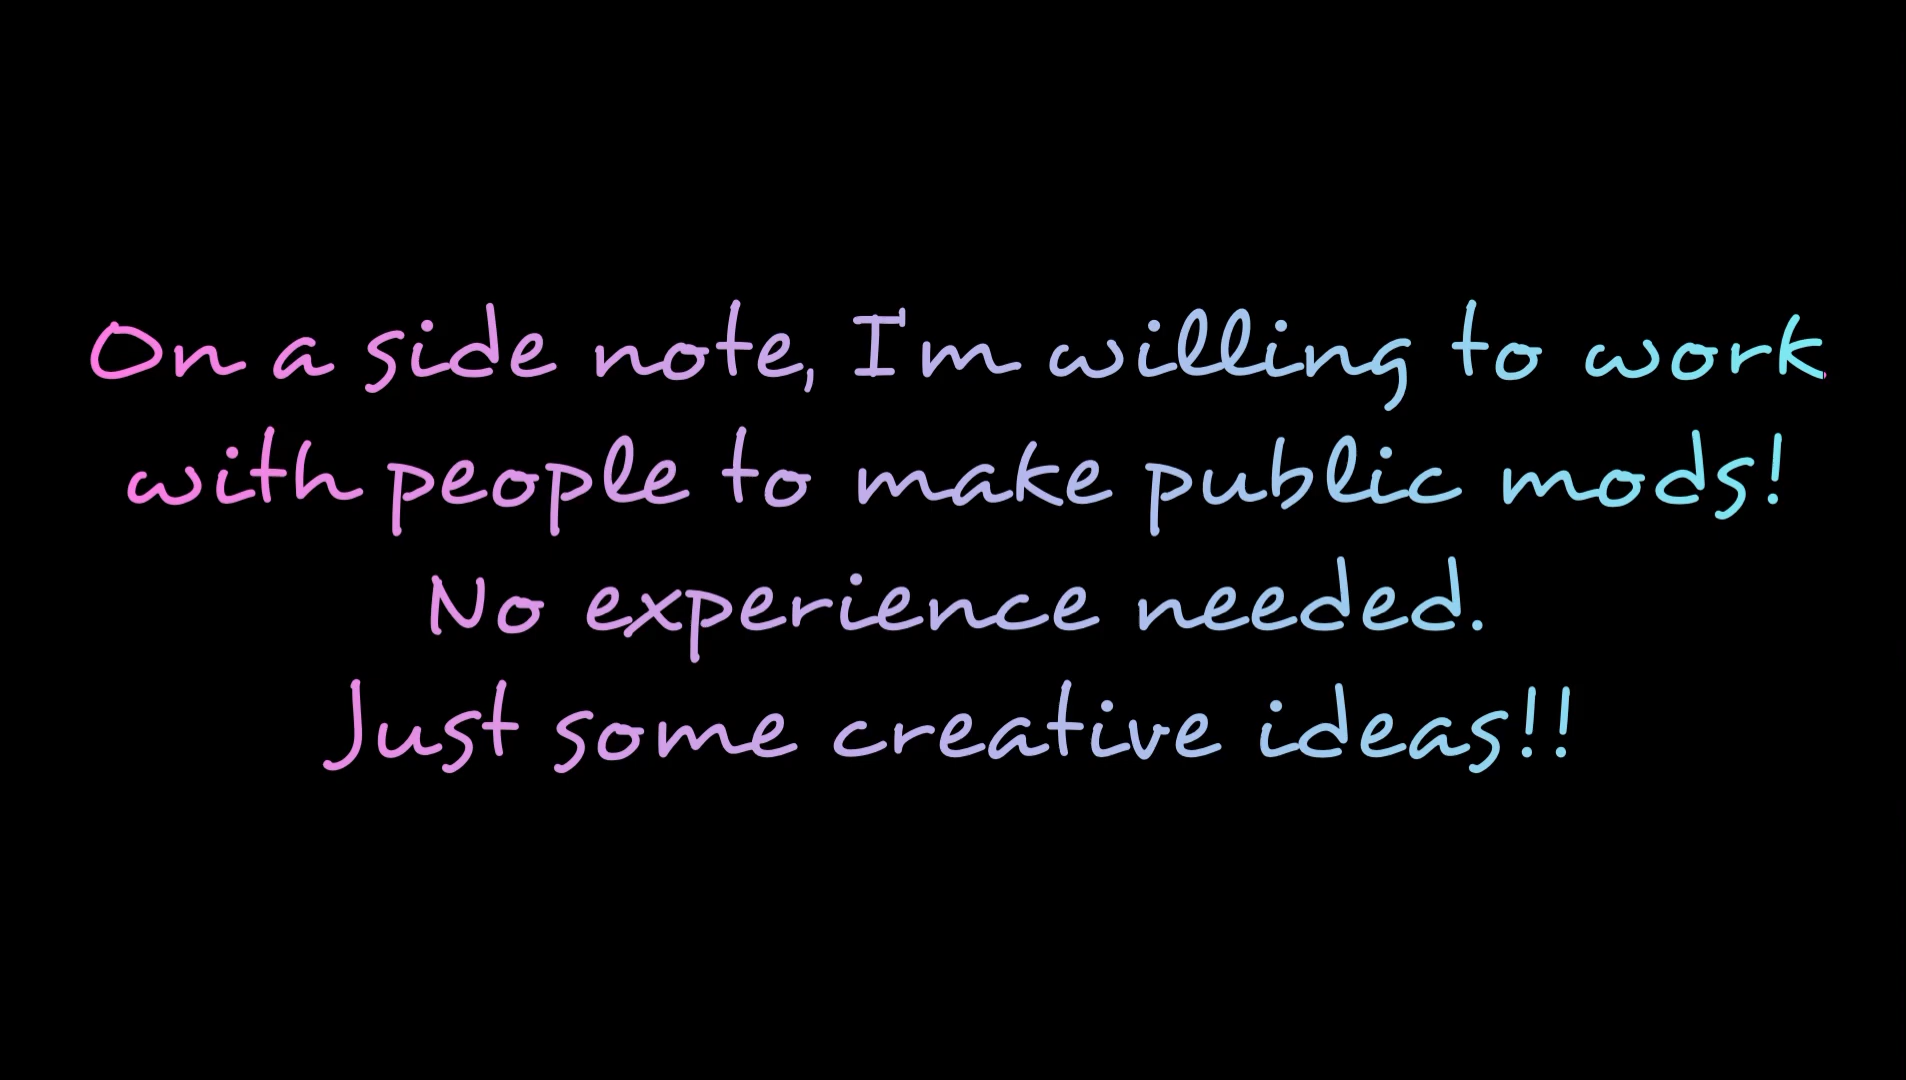 On a side note, I'm willing to work
with people to make public mods!
No experience needed.
Just some creative ideas!!